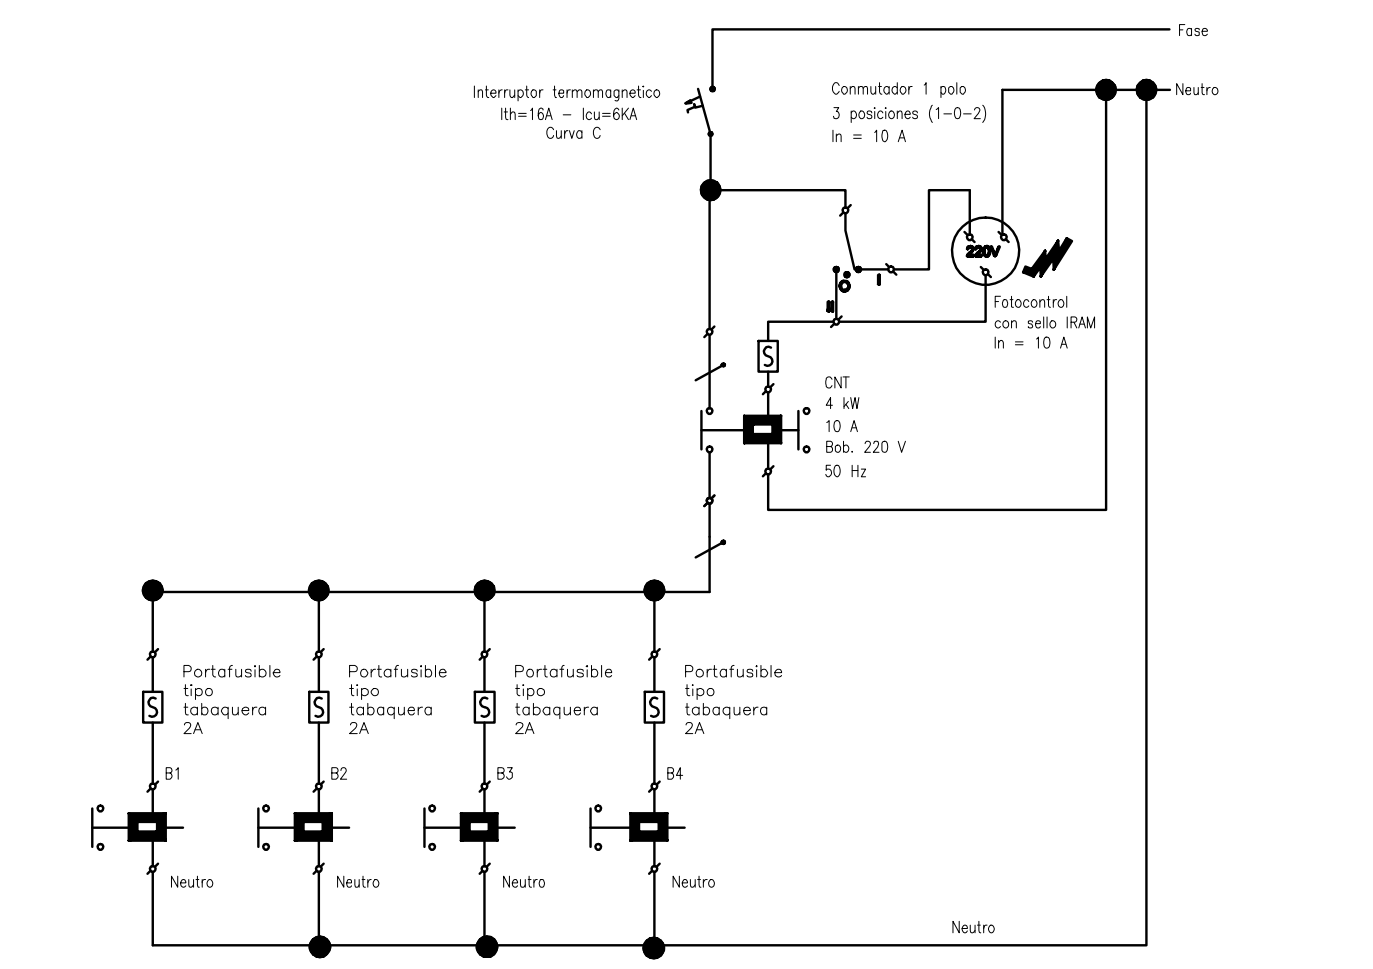 Fase
Interruptor termomagnetico
Ith=16A - Icu=6KA
Curva C
Conmutador 1 polo
3 posiciones (1-0-2)
In = 10 A
Neutro
220V
O
I
II
Fotocontrol
con sello IRAM
In = 10 A
S
CNT
4 kW
10 A
Bob. 220 V
50 Hz
Portafusible
tipo
tabaquera
2A
S
B1
Neutro
Portafusible
tipo
tabaquera
2A
S
B2
Neutro
Portafusible
tipo
tabaquera
2A
S
B3
Neutro
Portafusible
tipo
tabaquera
2A
S
B4
Neutro
Neutro